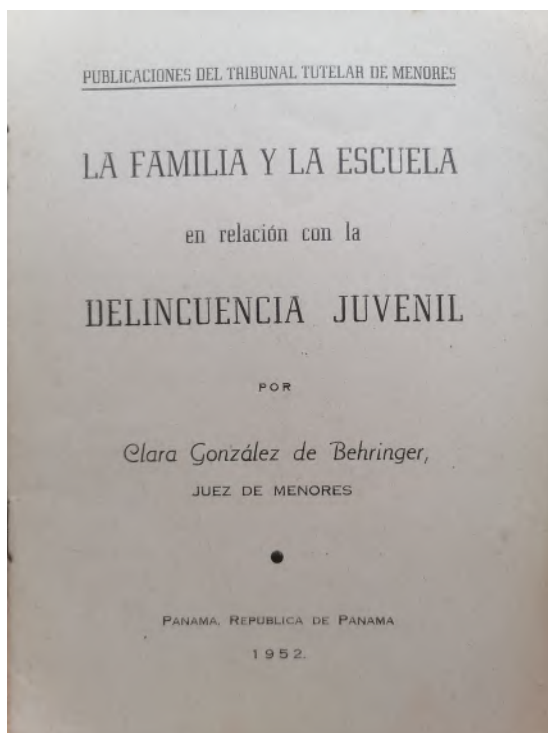 PUBLICACIONES DEL TRIBUNAL TUTELAR DE MENORES
LA FAMILIA Y LA ESCUELA
en relación con la
DELINCUENCIA JUVENIL
POR
Clara González de Behringer,
JUEZ DE MENORES
PANAMA, REPUBLICA DE PANAMA
1952.